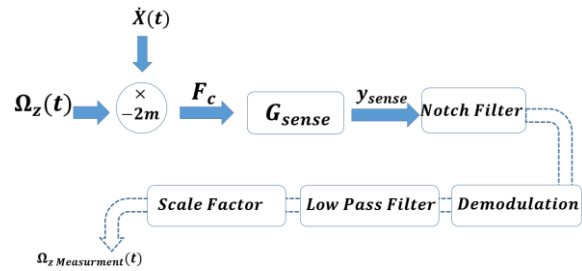 Ẋ(t)
Ω_z(t)
×
−2m
F_c
G_sense
y_sense
Notch Filter
Scale Factor
Low Pass Filter
Demodulation
Ω_z Measurment(t)